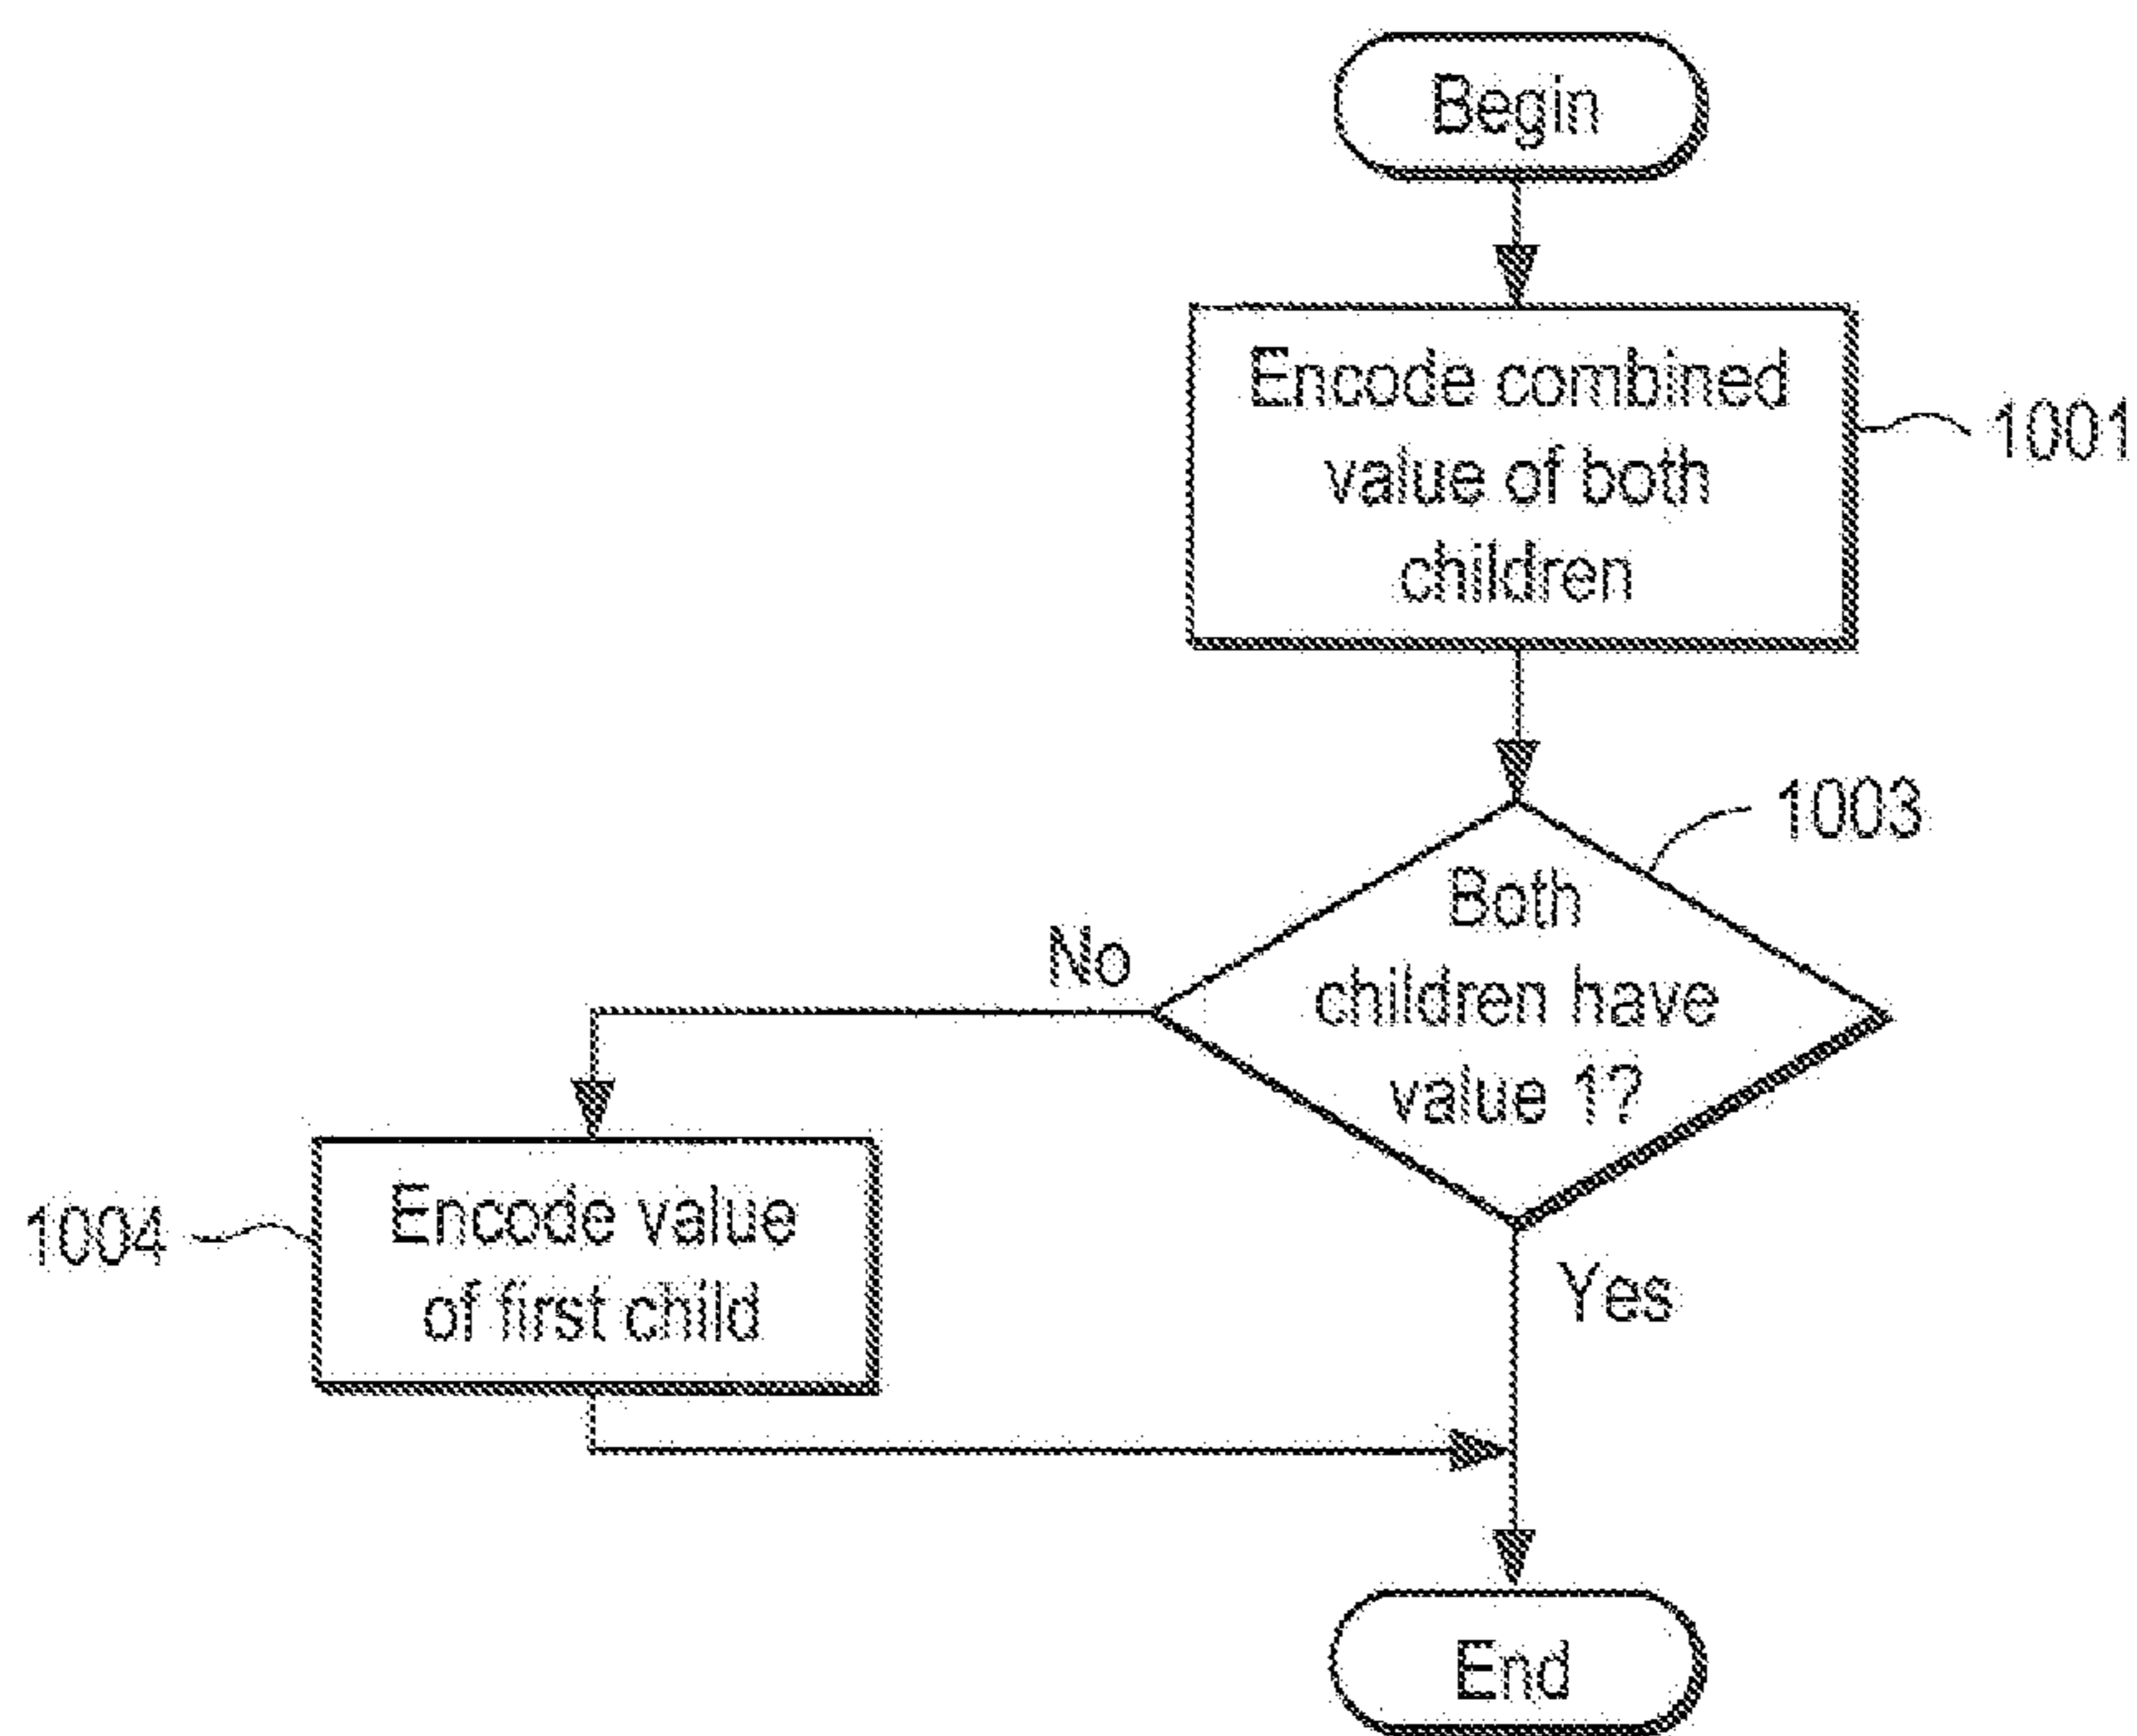 Begin
Encode combined
value of both
children
1001
1003
Both
children have
value 1?
No
Yes
1004
Encode value
of first child
End